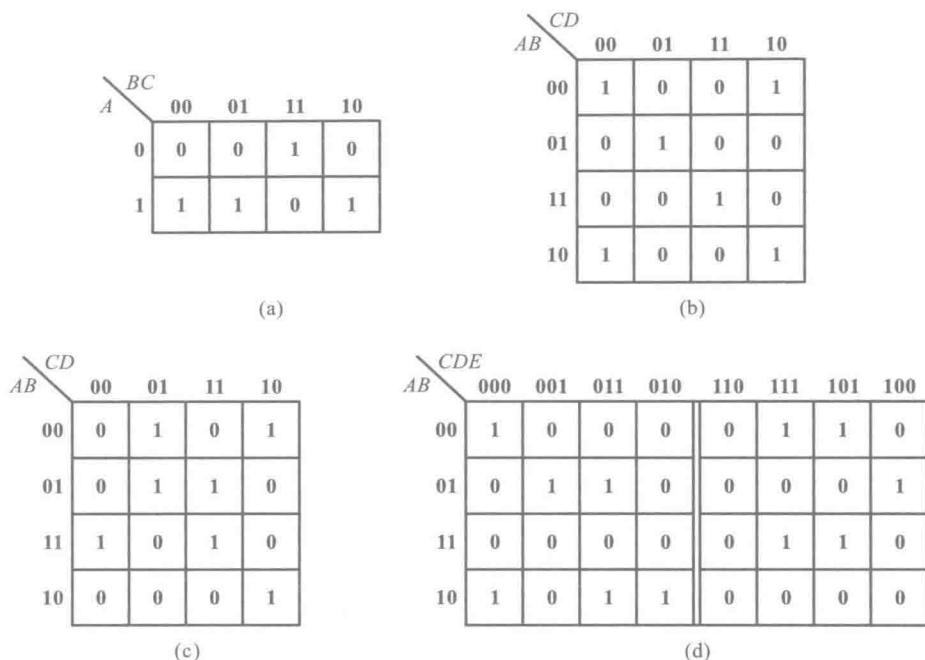 BC
A 00 01 11 10
0 0 0 1 0
1 1 1 0 1
(a)
CD
AB 00 01 11 10
00 1 0 0 1
01 0 1 0 0
11 0 0 1 0
10 1 0 0 1
(b)
CD
AB 00 01 11 10
00 0 1 0 1
01 0 1 1 0
11 1 0 1 0
10 0 0 0 1
(c)
CDE
AB 000 001 011 010 110 111 101 100
00 1 0 0 0 0 1 1 0
01 0 1 1 0 0 0 0 1
11 0 0 0 0 0 1 1 0
10 1 0 1 1 0 0 0 0
(d)